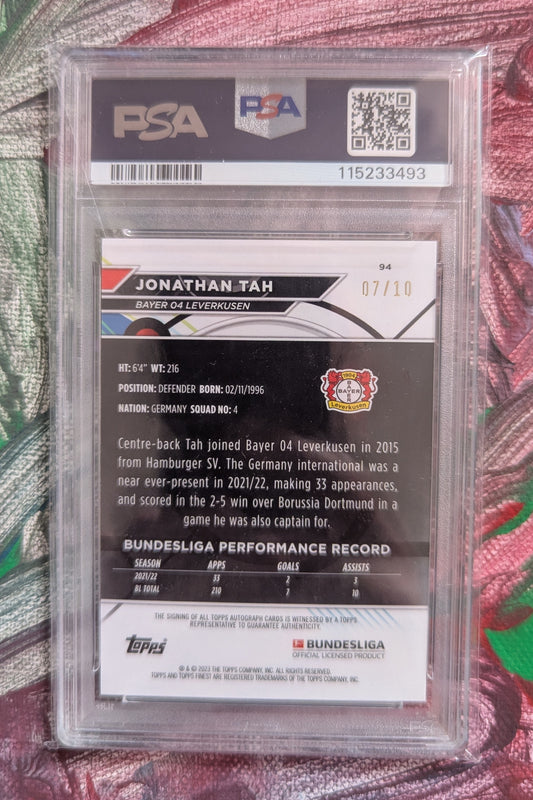 PSA PSA
115233493
94
JONATHAN TAH 07/10
BAYER 04 LEVERKUSEN
HT: 6'4" WT: 216
POSITION: DEFENDER BORN: 02/11/1996
NATION: GERMANY SQUAD NO: 4
1904
BAYER
Leverkusen
Centre-back Tah joined Bayer 04 Leverkusen in 2015
from Hamburger SV. The Germany international was a
near ever-present in 2021/22, making 33 appearances,
and scored in the 2-5 win over Borussia Dortmund in a
game he was also captain for.
BUNDESLIGA PERFORMANCE RECORD
SEASON APPS GOALS ASSISTS
2021/22 33 2 3
BL TOTAL 210 7 10
THE SIGNING OF ALL TOPPS AUTOGRAPH CARDS IS WITNESSED BY A TOPPS
REPRESENTATIVE TO GUARANTEE AUTHENTICITY.
Topps BUNDESLIGA
OFFICIAL LICENSED PRODUCT
® & © 2023 THE TOPPS COMPANY, INC. ALL RIGHTS RESERVED.
TOPPS AND TOPPS FINEST ARE REGISTERED TRADEMARKS OF THE TOPPS COMPANY, INC.
PSA